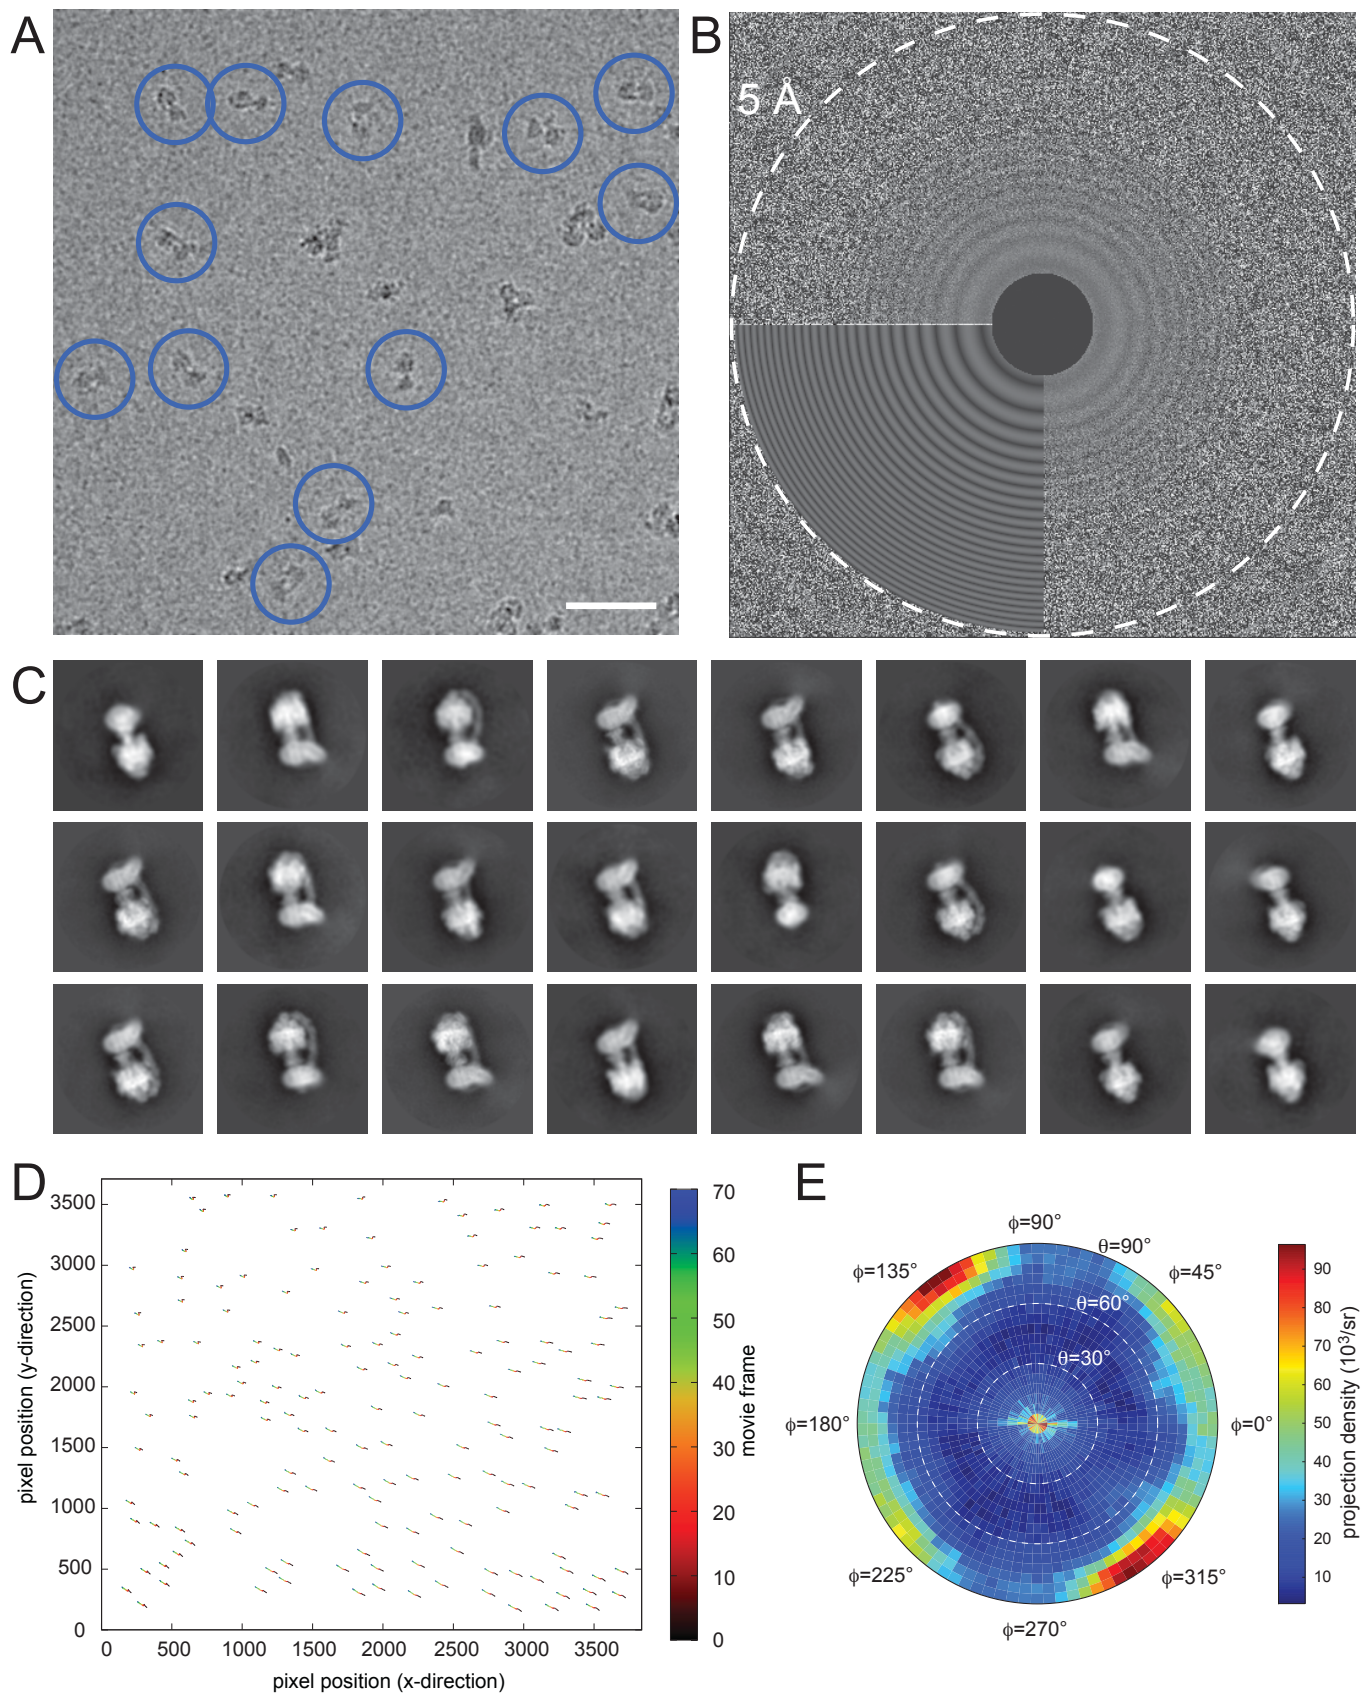 A
B
5 Å
C
D
3500
3000
2500
2000
1500
1000
500
0
pixel position (y-direction)
0 500 1000 1500 2000 2500 3000 3500
pixel position (x-direction)
70
60
50
40
30
20
10
0
movie frame
E
ϕ=90°
θ=90°
ϕ=135°
ϕ=45°
θ=60°
θ=30°
ϕ=180°
ϕ=0°
ϕ=225°
ϕ=315°
ϕ=270°
90
80
70
60
50
40
30
20
10
projection density (10³/sr)